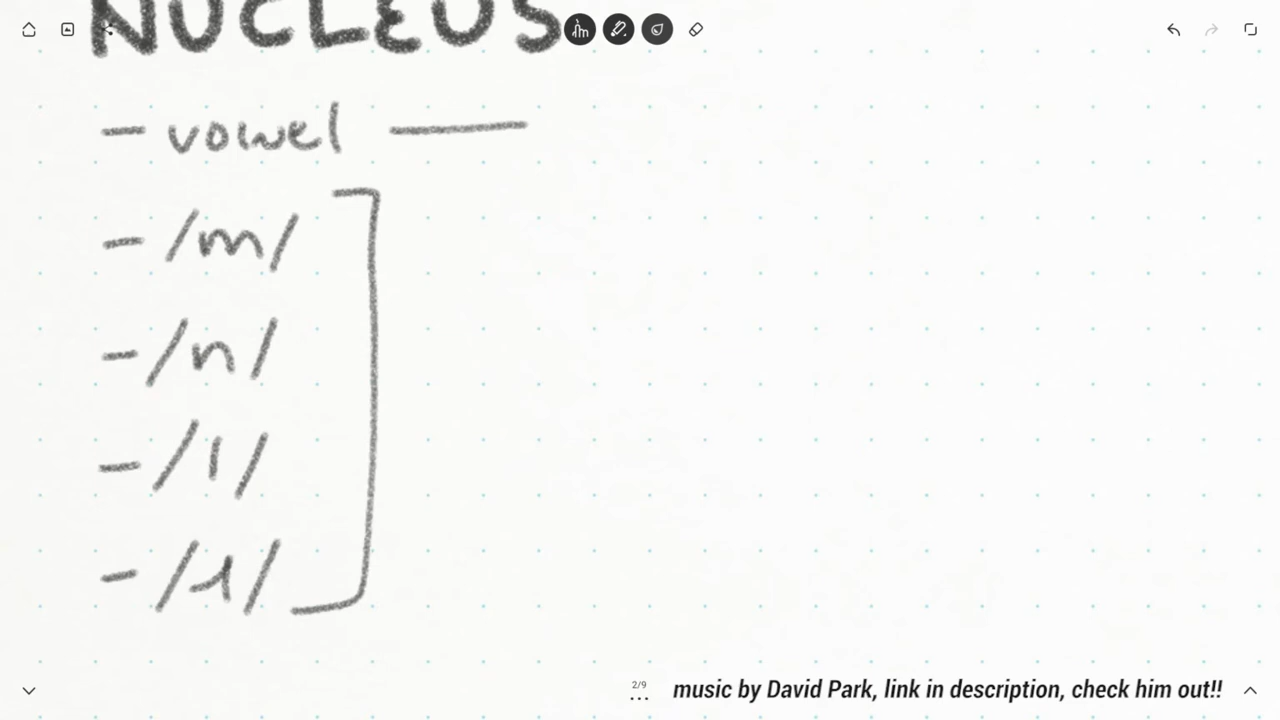 NUCLEUS
- vowel —
- /m/
- /n/
- /l/
- /ɹ/
2/9
music by David Park, link in description, check him out!!